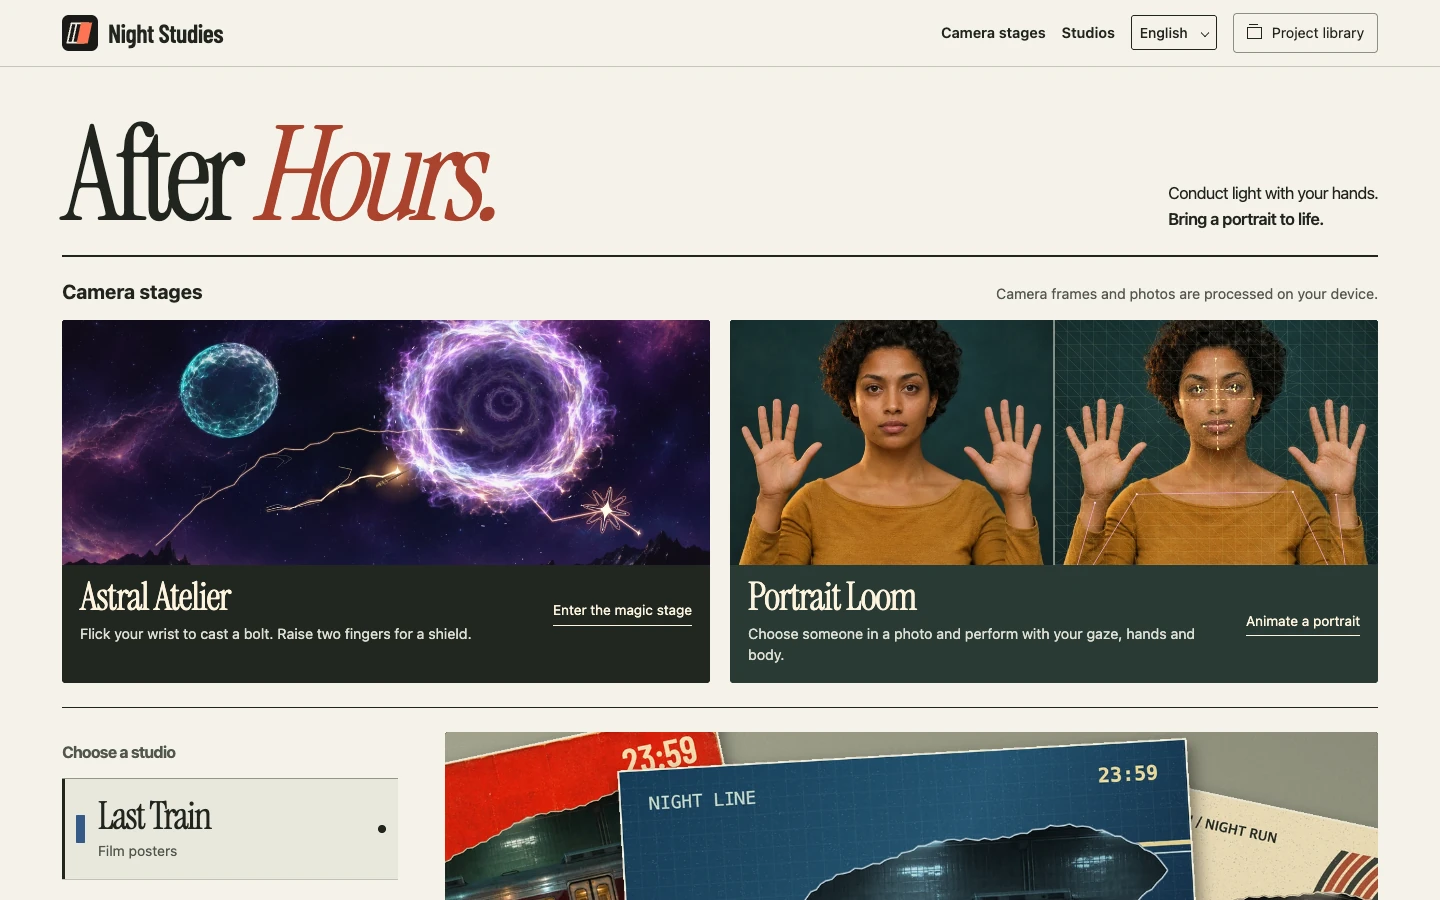 Night Studies
Camera stages
Studios
English
Project library
After Hours.
Conduct light with your hands.
Bring a portrait to life.
Camera stages
Camera frames and photos are processed on your device.
Astral Atelier
Flick your wrist to cast a bolt. Raise two fingers for a shield.
Enter the magic stage
Portrait Loom
Choose someone in a photo and perform with your gaze, hands and
body.
Animate a portrait
Choose a studio
Last Train
Film posters
23:59
NIGHT LINE
23:59
/ NIGHT RUN